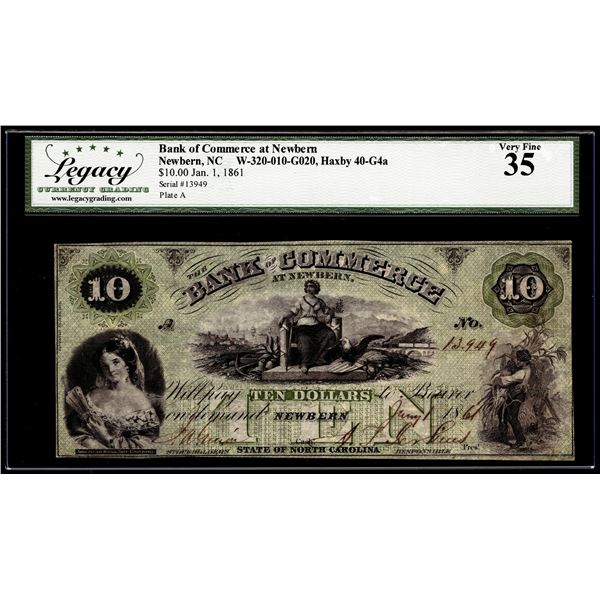 Legacy
CURRENCY GRADING
www.legacygrading.com
Bank of Commerce at Newbern
Newbern, NC W-320-010-G020, Haxby 40-G4a
$10.00 Jan. 1, 1861
Serial #13949
Plate A
Very Fine
35
THE
BANK OF COMMERCE
AT NEWBERN.
10
10
A
No.
13949
Will pay TEN DOLLARS to Bearer
on demand NEWBERN Jany 1 1861
TEN
Cash.
Pres.
STOCKHOLDERS
STATE OF NORTH CAROLINA
RESPONSIBLE